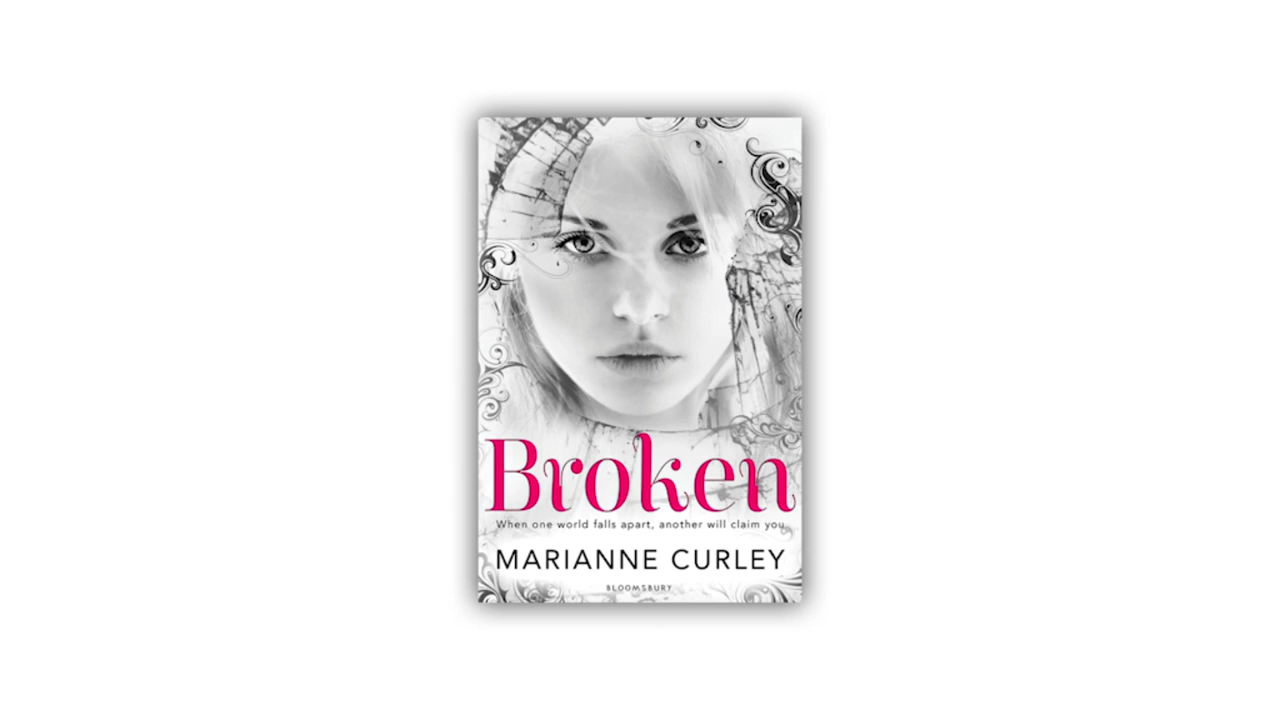 Broken
When one world falls apart, another will claim you
MARIANNE CURLEY
BLOOMSBURY